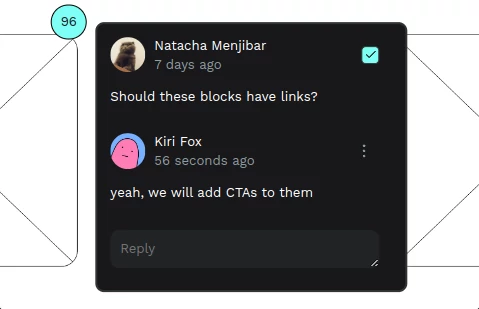 96
Natacha Menjibar
7 days ago
Should these blocks have links?
Kiri Fox
56 seconds ago
yeah, we will add CTAs to them
Reply